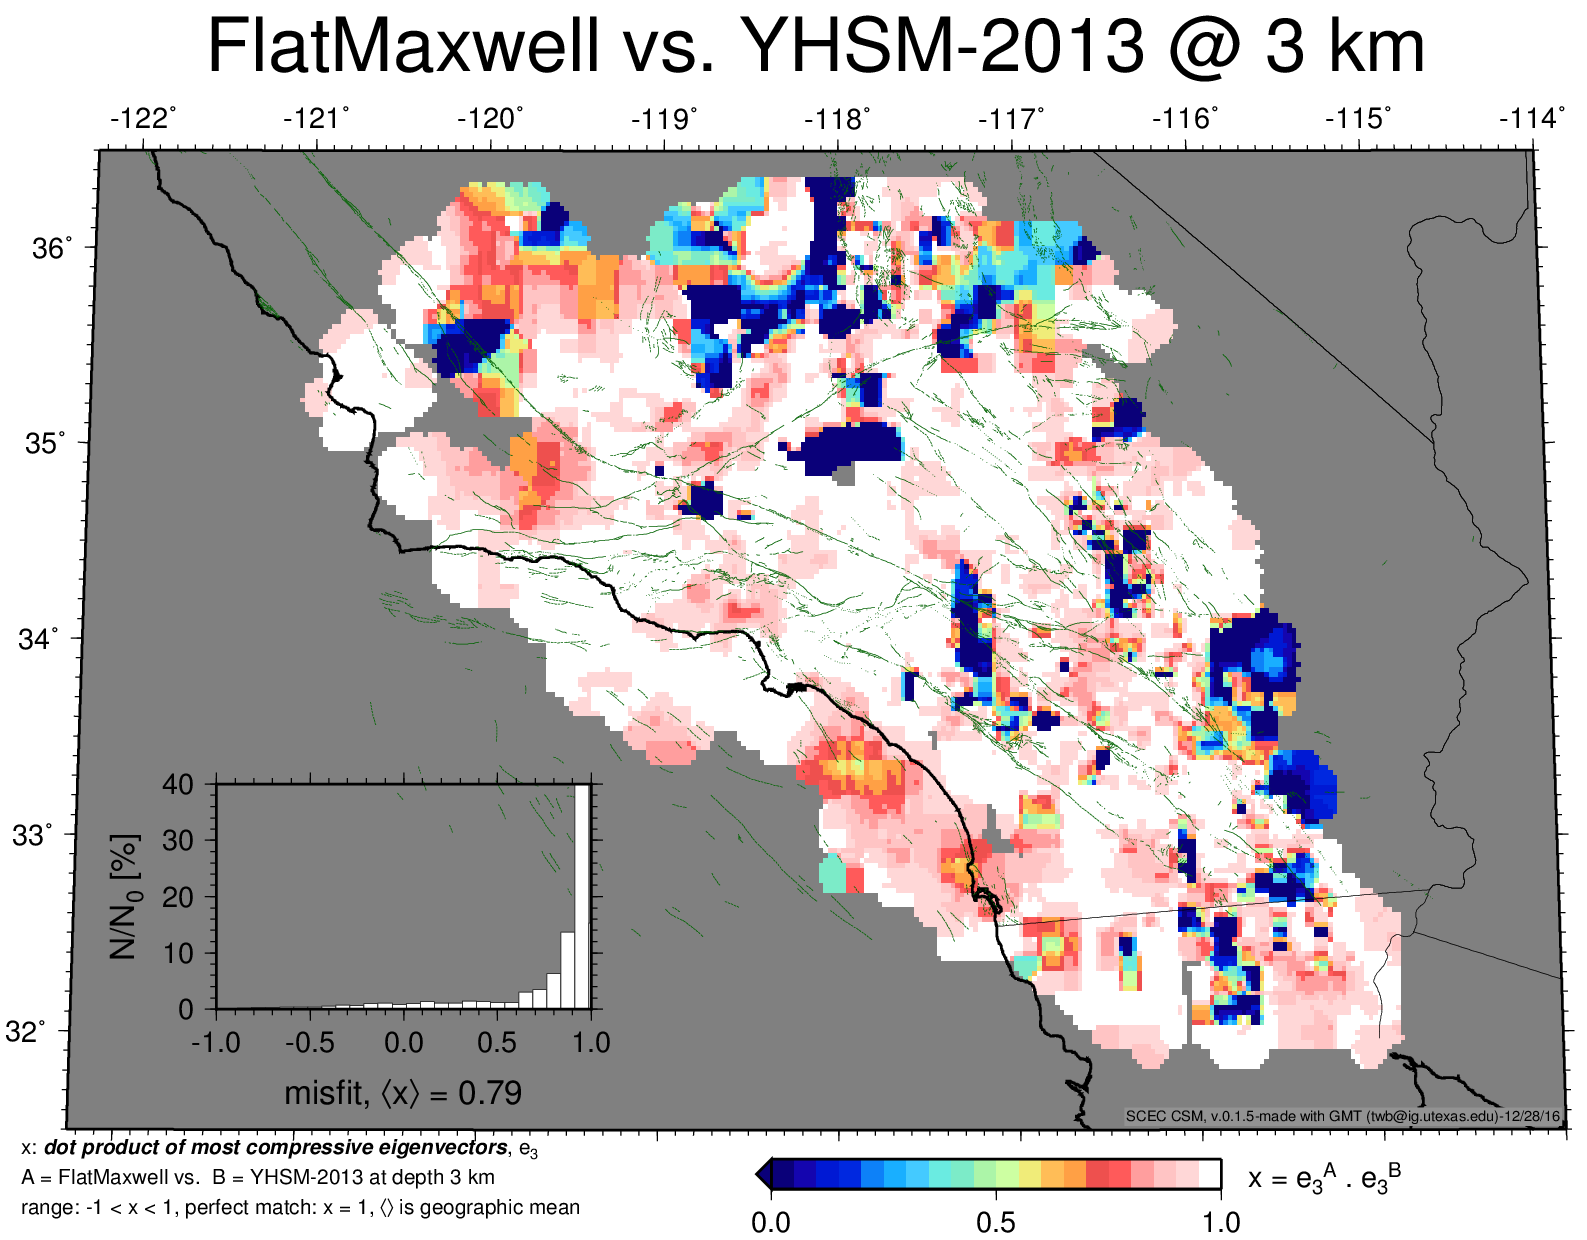 FlatMaxwell vs. YHSM-2013 @ 3 km
-122˚ -121˚ -120˚ -119˚ -118˚ -117˚ -116˚ -115˚ -114˚
36˚
35˚
34˚
33˚
32˚
40
30
20
10
0
N/N0 [%]
-1.0 -0.5 0.0 0.5 1.0
misfit, ⟨x⟩ = 0.79
SCEC CSM, v.0.1.5-made with GMT (twb@ig.utexas.edu)-12/28/16
x: dot product of most compressive eigenvectors, e3
A = FlatMaxwell vs. B = YHSM-2013 at depth 3 km
range: -1 < x < 1, perfect match: x = 1, ⟨⟩ is geographic mean
x = e3A . e3B
0.0 0.5 1.0